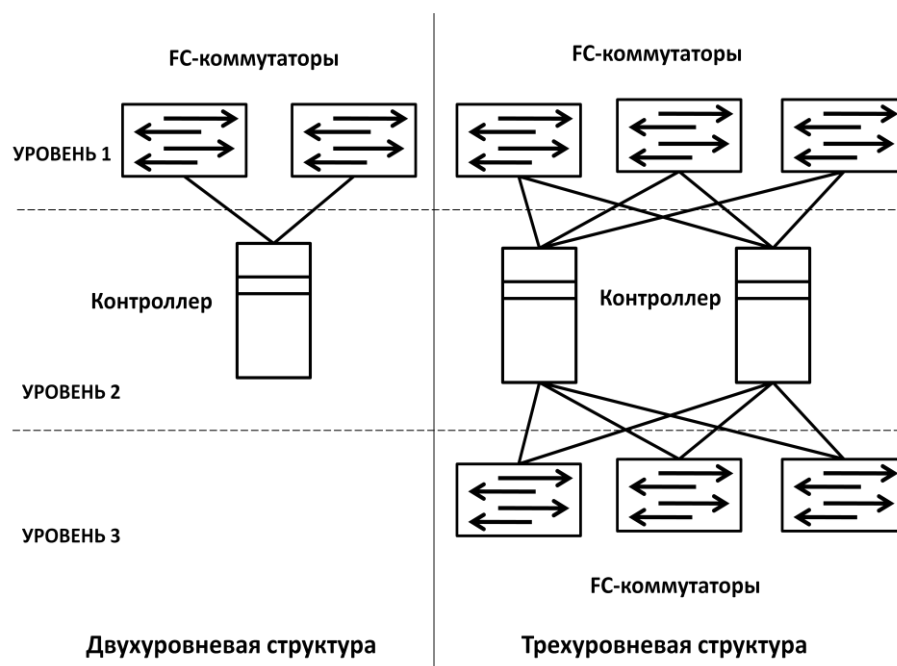 FC-коммутаторы
FC-коммутаторы
УРОВЕНЬ 1
Контроллер
Контроллер
УРОВЕНЬ 2
УРОВЕНЬ 3
FC-коммутаторы
Двухуровневая структура
Трехуровневая структура